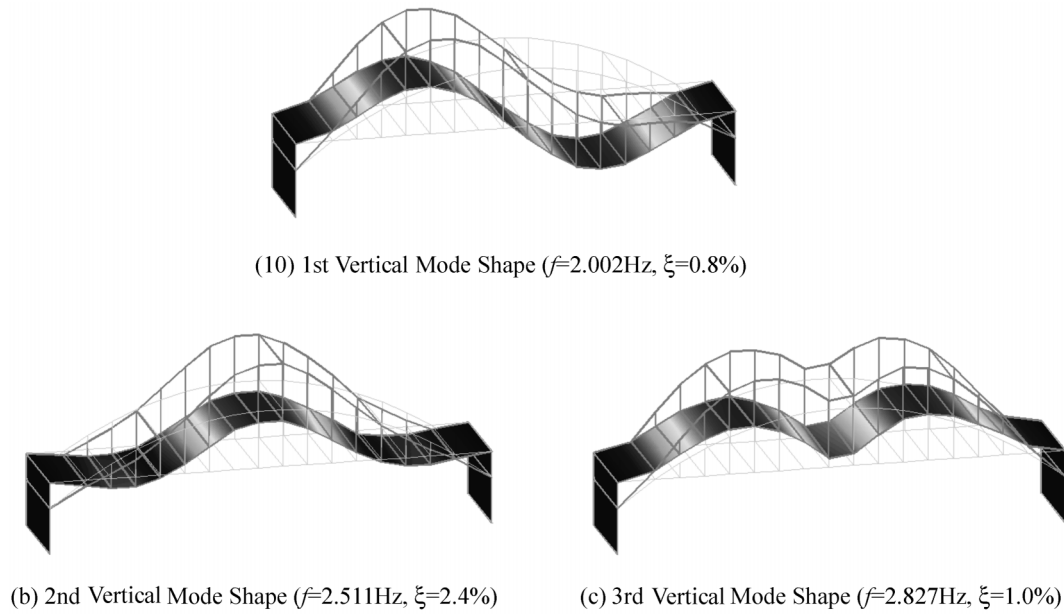 (10) 1st Vertical Mode Shape (f=2.002Hz, ξ=0.8%)
(b) 2nd Vertical Mode Shape (f=2.511Hz, ξ=2.4%)
(c) 3rd Vertical Mode Shape (f=2.827Hz, ξ=1.0%)